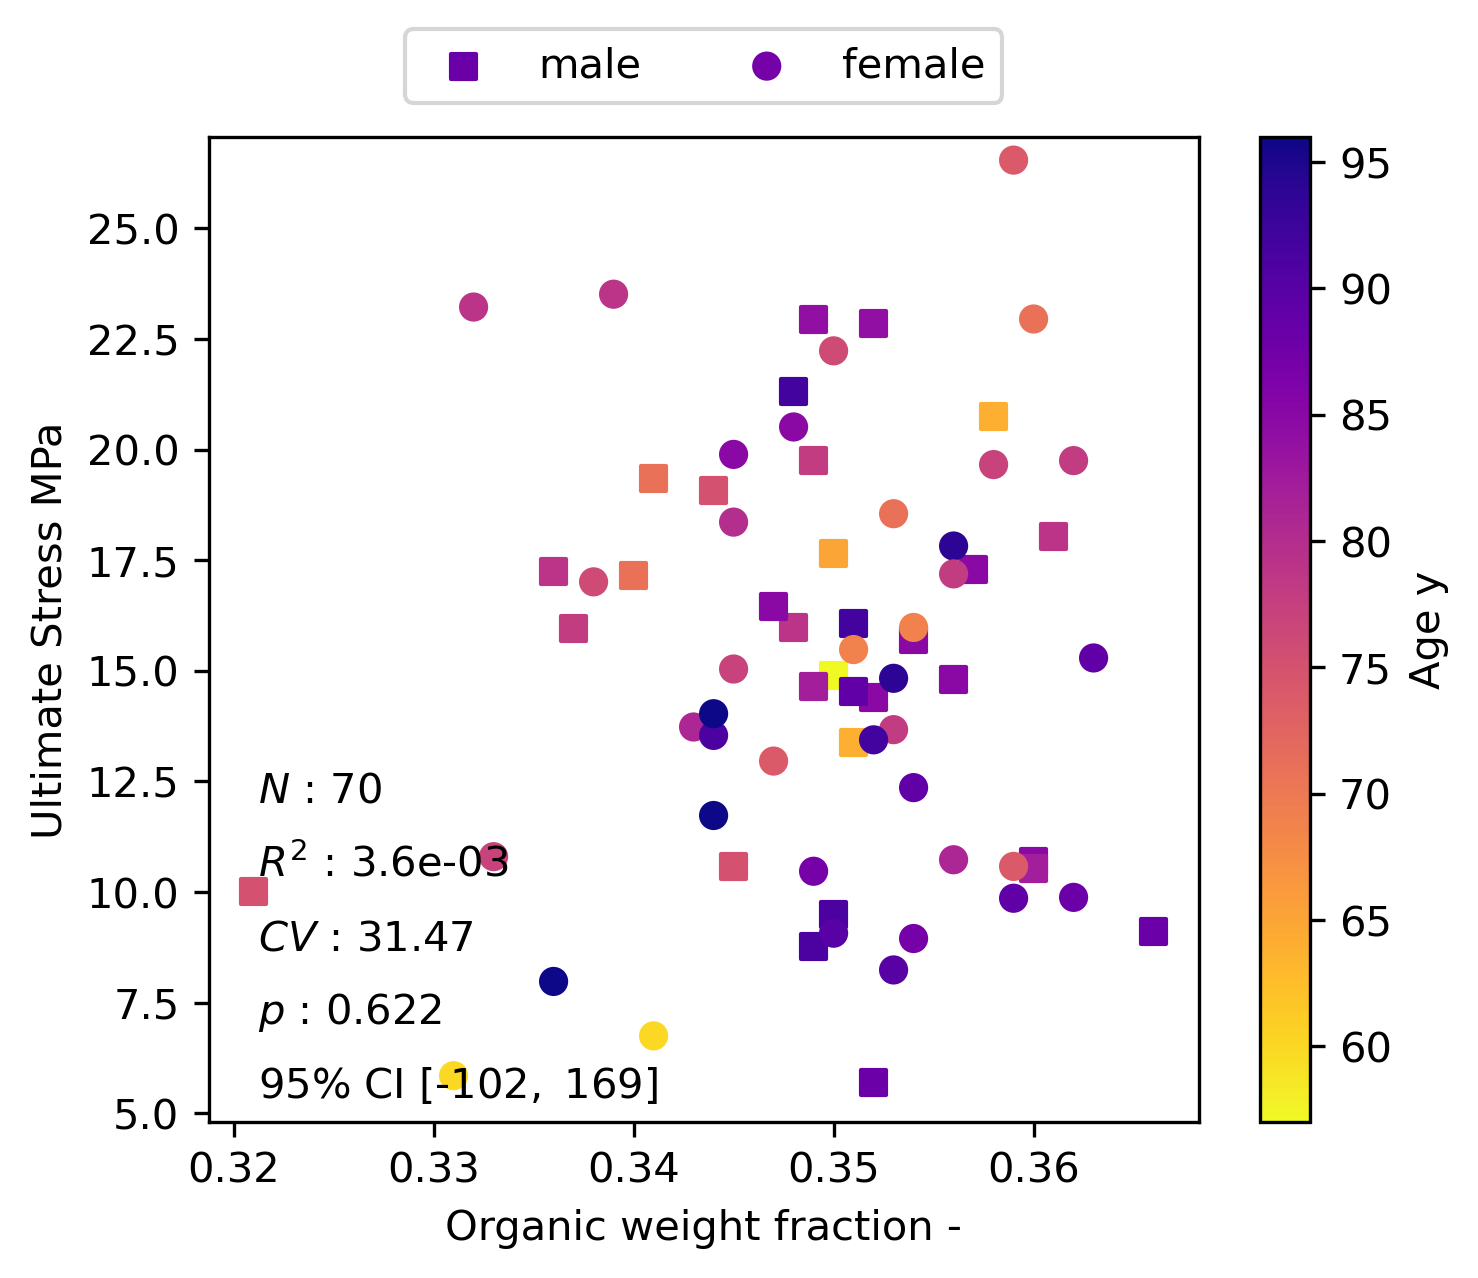 male female
25.0
22.5
20.0
17.5
15.0
12.5
10.0
7.5
5.0
Ultimate Stress MPa
N : 70
R² : 3.6e-03
CV : 31.47
p : 0.622
95% CI [-102, 169]
0.32 0.33 0.34 0.35 0.36
Organic weight fraction -
95
90
85
80
75
70
65
60
Age y